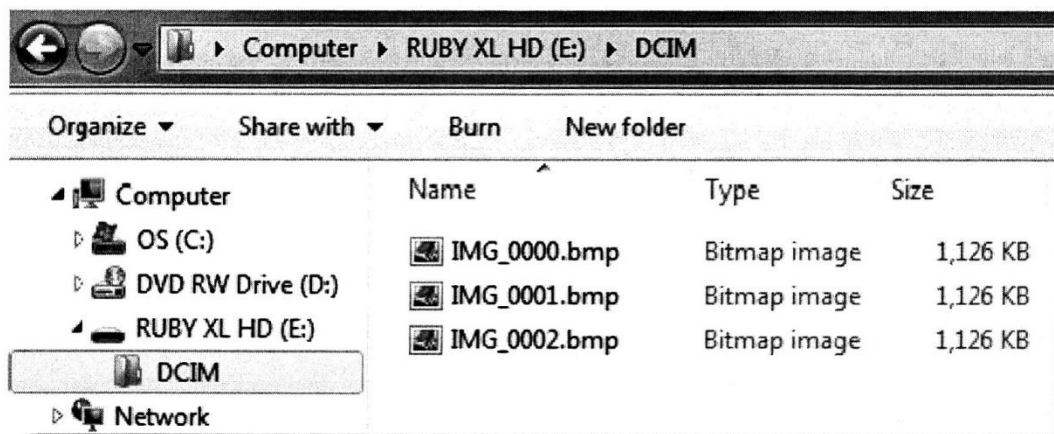 Computer RUBY XL HD (E:) DCIM
Organize Share with Burn New folder
Computer
OS (C:)
DVD RW Drive (D:)
RUBY XL HD (E:)
DCIM
Network
Name Type Size
IMG_0000.bmp Bitmap image 1,126 KB
IMG_0001.bmp Bitmap image 1,126 KB
IMG_0002.bmp Bitmap image 1,126 KB